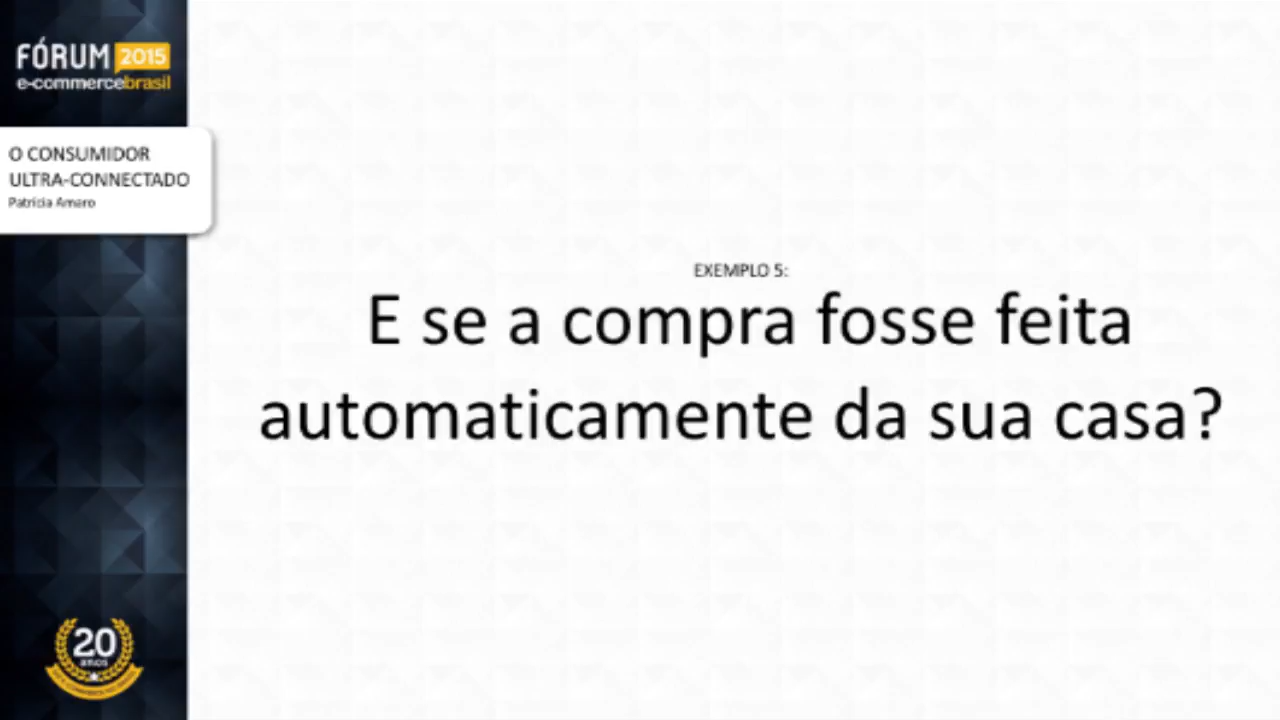 FÓRUM 2015
e-commercebrasil
O CONSUMIDOR
ULTRA-CONNECTADO
Patrícia Amaro
EXEMPLO 5:
E se a compra fosse feita
automaticamente da sua casa?
20
anos